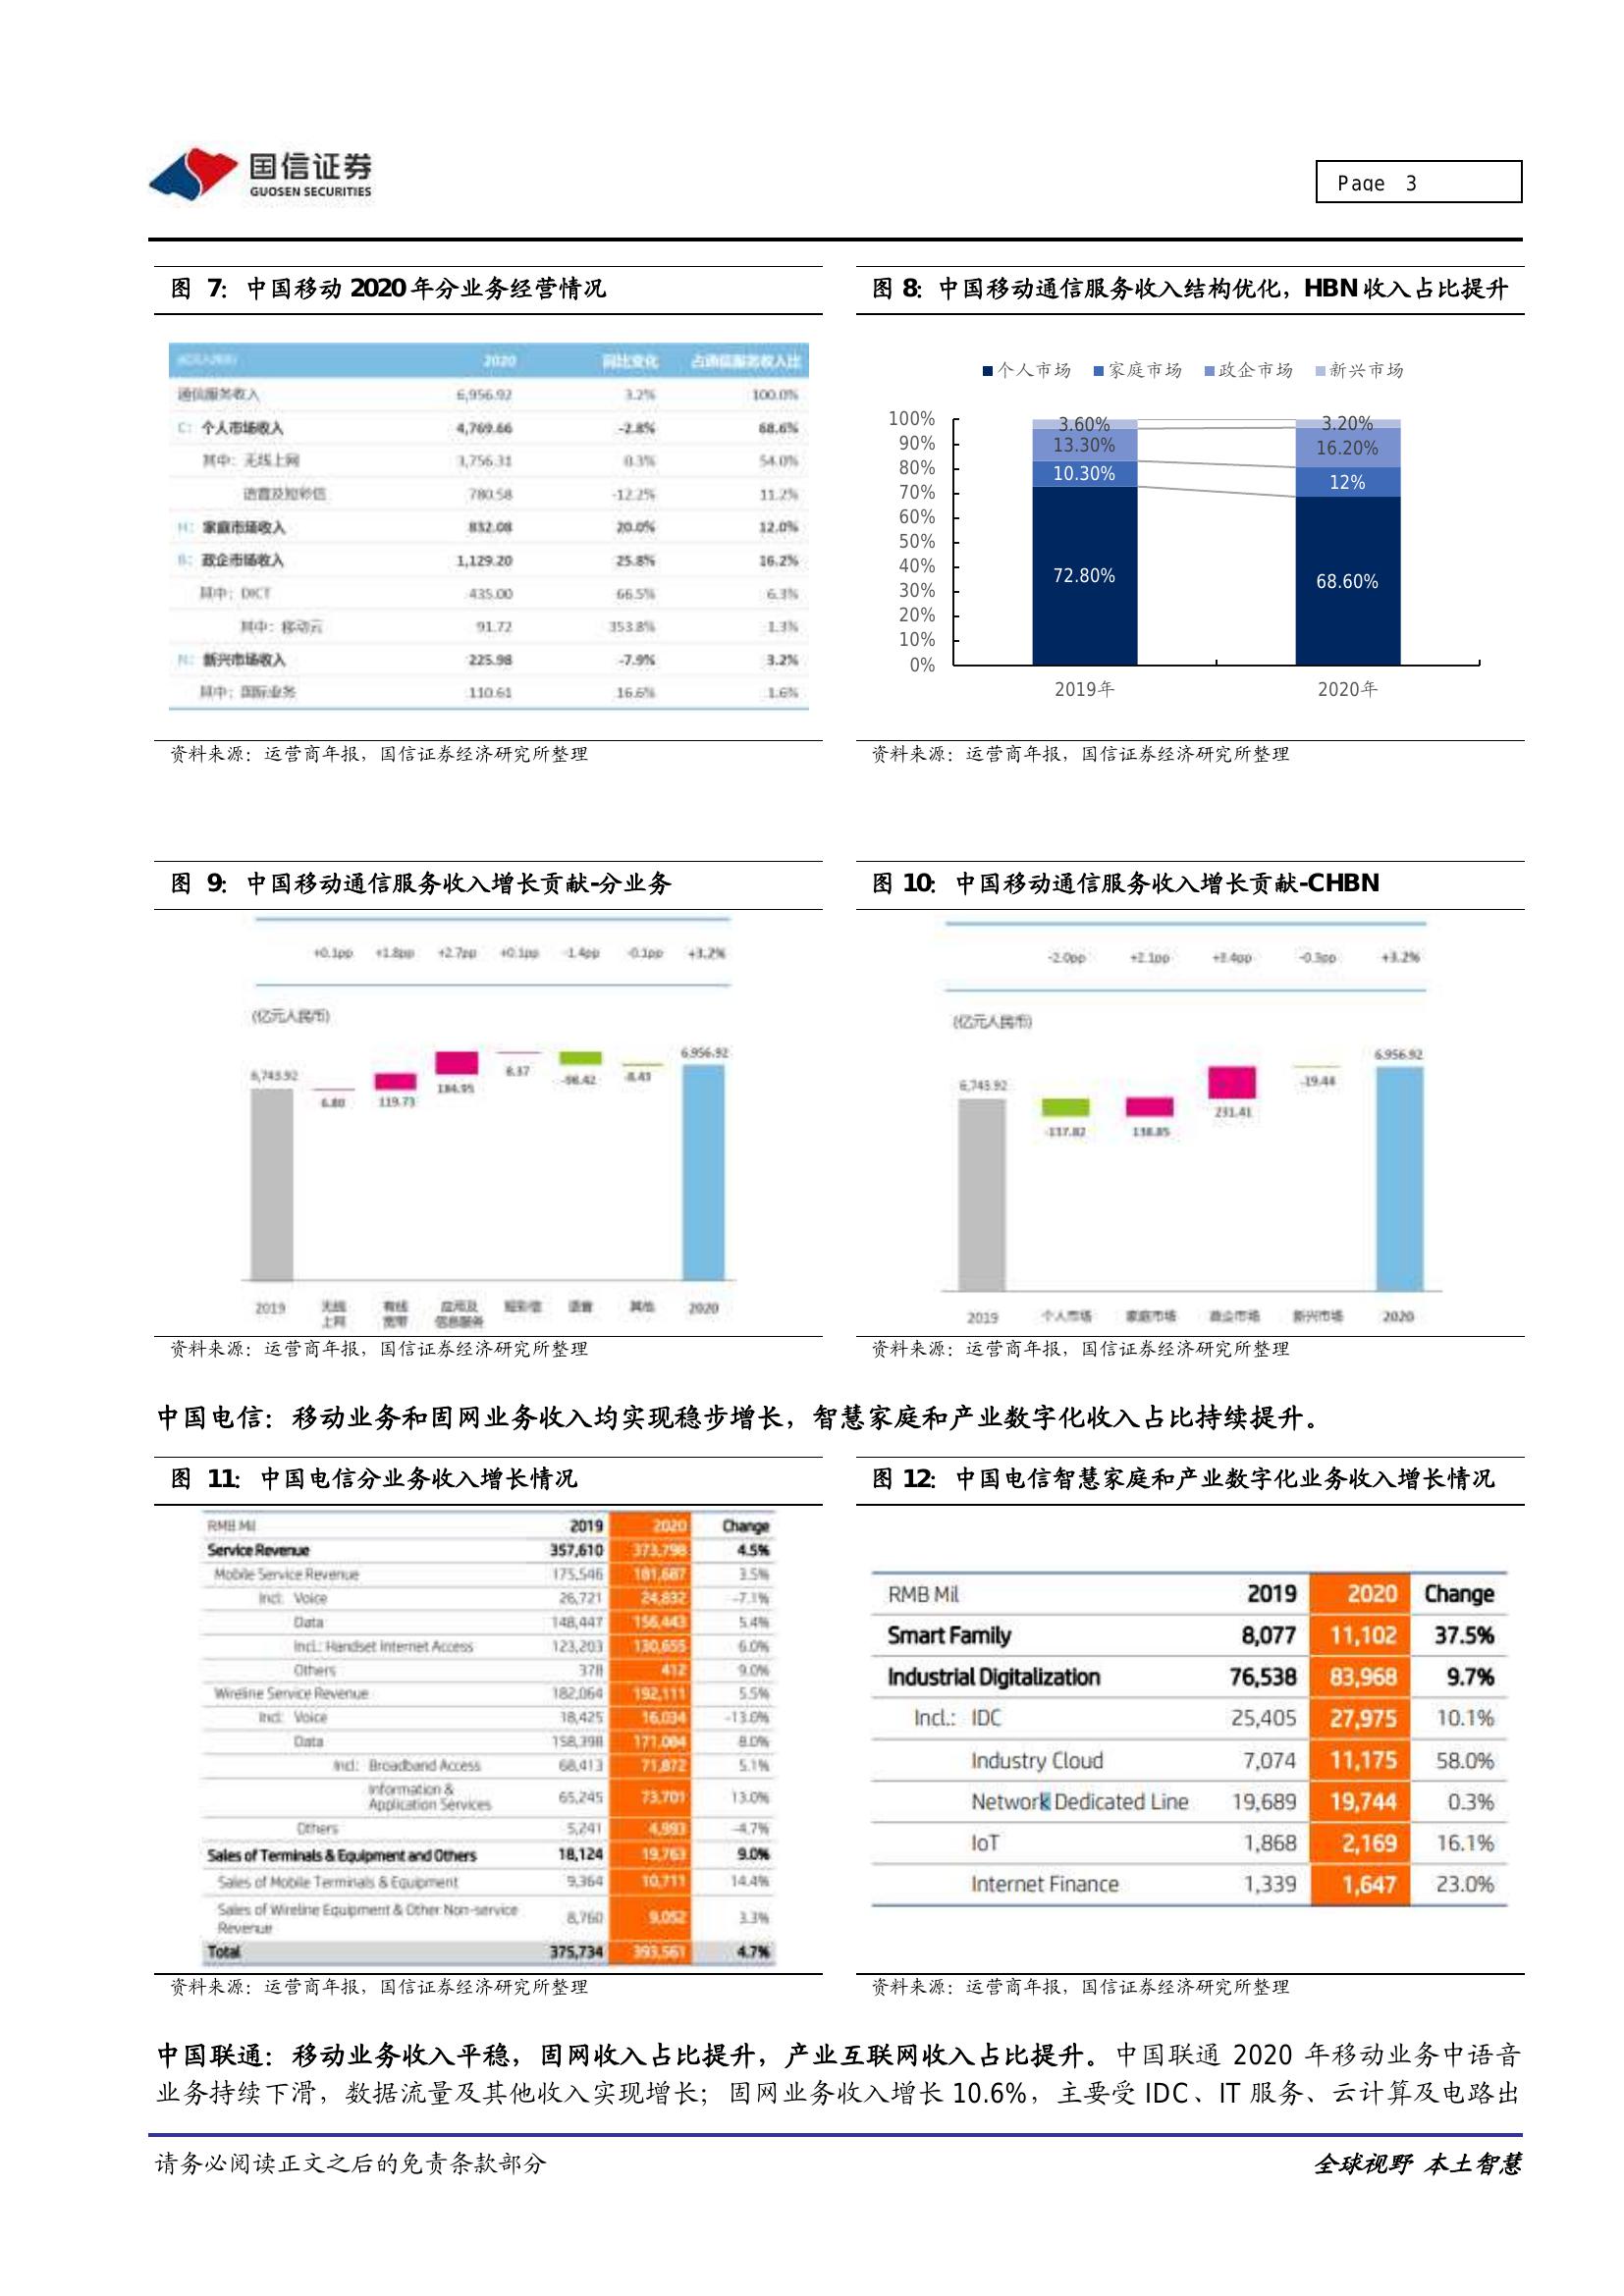 国信证券
GUOSEN SECURITIES
Page 3
图 7：中国移动 2020 年分业务经营情况
2020 同比变化 占通信服务收入比
通信服务收入 6,956.92 3.2% 100.0%
C：个人市场收入 4,769.66 -2.8% 68.6%
其中：无线上网 3,756.31 0.3% 54.0%
语音及短彩信 780.58 -12.2% 11.2%
H：家庭市场收入 832.08 20.0% 12.0%
B：政企市场收入 1,129.20 25.8% 16.2%
其中：DICT 435.00 66.5% 6.3%
其中：移动云 91.72 353.8% 1.3%
N：新兴市场收入 225.98 -7.9% 3.2%
其中：国际业务 110.61 16.6% 1.6%
资料来源：运营商年报，国信证券经济研究所整理
图 8：中国移动通信服务收入结构优化，HBN 收入占比提升
个人市场 家庭市场 政企市场 新兴市场
100%
90%
80%
70%
60%
50%
40%
30%
20%
10%
0%
3.60% 3.20%
13.30% 16.20%
10.30% 12%
72.80% 68.60%
2019年 2020年
资料来源：运营商年报，国信证券经济研究所整理
图 9：中国移动通信服务收入增长贡献-分业务
+0.1pp +1.8pp +2.7pp +0.1pp -1.4pp -0.1pp +3.2%
(亿元人民币)
6,743.92 6.80 119.73 184.95 6.37 -96.42 -8.43 6,956.92
2019 无线上网 有线宽带 应用及信息服务 短彩信 语音 其他 2020
资料来源：运营商年报，国信证券经济研究所整理
图 10：中国移动通信服务收入增长贡献-CHBN
-2.0pp +2.1pp +3.4pp -0.3pp +3.2%
(亿元人民币)
6,743.92 -137.82 138.85 231.41 -19.44 6,956.92
2019 个人市场 家庭市场 政企市场 新兴市场 2020
资料来源：运营商年报，国信证券经济研究所整理
中国电信：移动业务和固网业务收入均实现稳步增长，智慧家庭和产业数字化收入占比持续提升。
图 11：中国电信分业务收入增长情况
RMB Mil 2019 2020 Change
Service Revenue 357,610 373,798 4.5%
Mobile Service Revenue 175,546 181,687 3.5%
Incl: Voice 26,721 24,832 -7.1%
Data 148,447 156,443 5.4%
Incl.: Handset Internet Access 123,203 130,655 6.0%
Others 378 412 9.0%
Wireline Service Revenue 182,064 192,111 5.5%
Incl: Voice 18,425 16,034 -13.0%
Data 158,398 171,084 8.0%
Incl: Broadband Access 68,413 71,872 5.1%
Information & Application Services 65,245 73,701 13.0%
Others 5,241 4,993 -4.7%
Sales of Terminals & Equipment and Others 18,124 19,763 9.0%
Sales of Mobile Terminals & Equipment 9,364 10,711 14.4%
Sales of Wireline Equipment & Other Non-service Revenue 8,760 9,052 3.3%
Total 375,734 393,561 4.7%
资料来源：运营商年报，国信证券经济研究所整理
图 12：中国电信智慧家庭和产业数字化业务收入增长情况
RMB Mil 2019 2020 Change
Smart Family 8,077 11,102 37.5%
Industrial Digitalization 76,538 83,968 9.7%
Incl.: IDC 25,405 27,975 10.1%
Industry Cloud 7,074 11,175 58.0%
Network Dedicated Line 19,689 19,744 0.3%
IoT 1,868 2,169 16.1%
Internet Finance 1,339 1,647 23.0%
资料来源：运营商年报，国信证券经济研究所整理
中国联通：移动业务收入平稳，固网收入占比提升，产业互联网收入占比提升。中国联通 2020 年移动业务中语音
业务持续下滑，数据流量及其他收入实现增长；固网业务收入增长 10.6%，主要受 IDC、IT 服务、云计算及电路出
请务必阅读正文之后的免责条款部分
全球视野 本土智慧